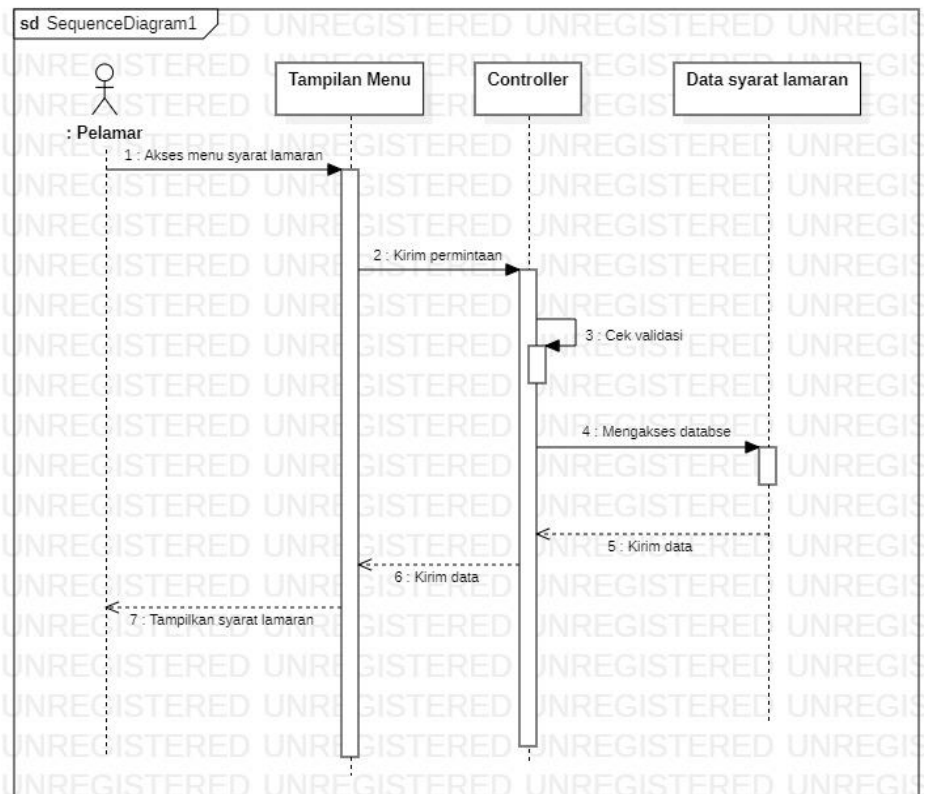 sd SequenceDiagram1
Tampilan Menu
Controller
Data syarat lamaran
: Pelamar
1 : Akses menu syarat lamaran
2 : Kirim permintaan
3 : Cek validasi
4 : Mengakses databse
5 : Kirim data
6 : Kirim data
7 : Tampilkan syarat lamaran
UNREGISTERED